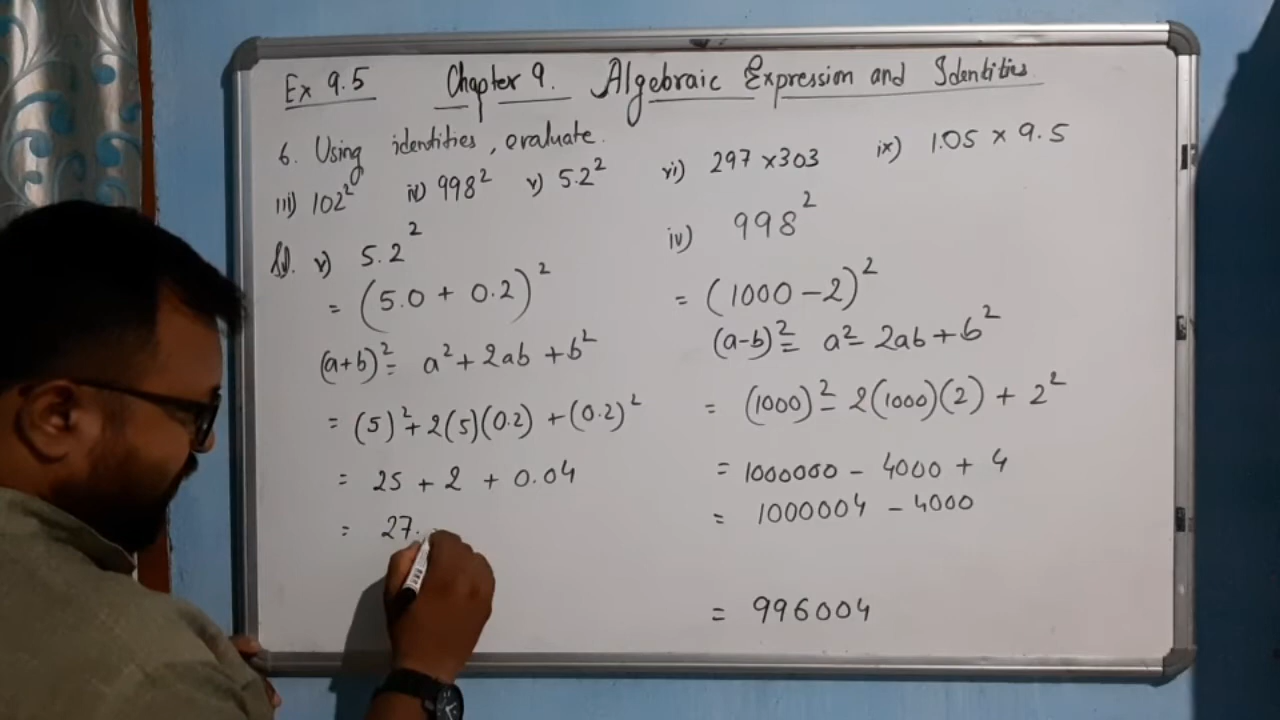 Ex 9.5 Chapter 9. Algebraic Expression and Identities
6. Using identities, evaluate.
iii) 102² iv) 998² v) 5.2² vi) 297 × 303 ix) 1.05 × 9.5
Sol. v) 5.2²
= (5.0 + 0.2)²
(a+b)² = a² + 2ab + b²
= (5)² + 2(5)(0.2) + (0.2)²
= 25 + 2 + 0.04
= 27.
iv) 998²
= (1000 – 2)²
(a-b)² = a² – 2ab + b²
= (1000)² – 2(1000)(2) + 2²
= 1000000 – 4000 + 4
= 1000004 – 4000
= 996004